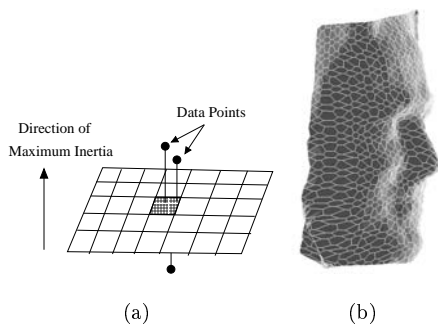 Data Points
Direction of
Maximum Inertia
(a)
(b)